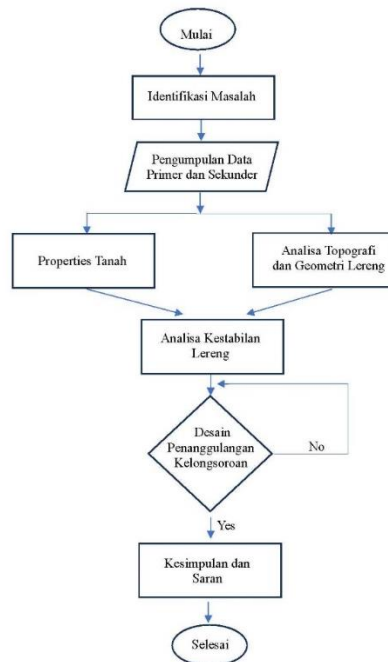 Mulai
Identifikasi Masalah
Pengumpulan Data
Primer dan Sekunder
Properties Tanah
Analisa Topografi
dan Geometri Lereng
Analisa Kestabilan
Lereng
Desain
Penanggulangan
Kelongsoroan
No
Yes
Kesimpulan dan
Saran
Selesai